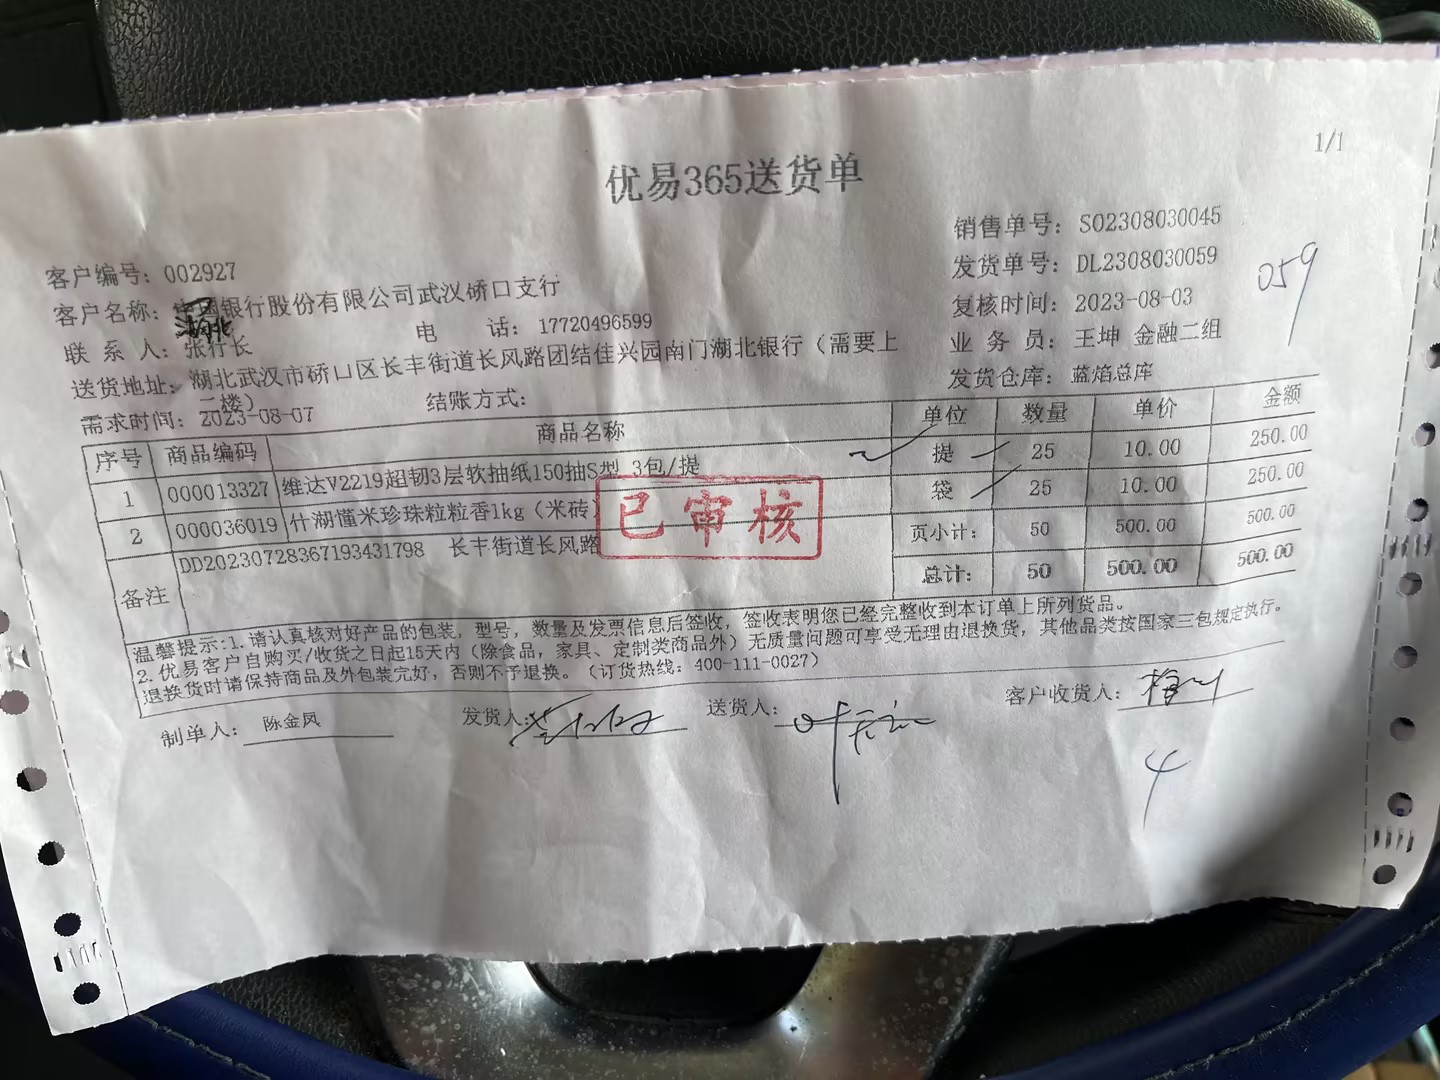 1/1
优易365送货单
销售单号：SO2308030045
客户编号：002927
发货单号：DL2308030059
059
客户名称：中国银行股份有限公司武汉硚口支行
复核时间：2023-08-03
联 系 人：张行长
电 话：17720496599
业 务 员：王坤 金融二组
送货地址：湖北武汉市硚口区长丰街道长风路团结佳兴园南门湖北银行（需要上
二楼）
发货仓库：蓝焰总库
需求时间：2023-08-07
结账方式：
序号 商品编码 商品名称 单位 数量 单价 金额
1 000013327 维达V2219超韧3层软抽纸150抽S型 3包/提 提 25 10.00 250.00
2 000036019 什湖懂米珍珠粒粒香1kg（米砖 袋 25 10.00 250.00
备注 DD20230728367193431798 长丰街道长风路
页小计： 50 500.00 500.00
总计： 50 500.00 500.00
已审核
温馨提示：1.请认真核对好产品的包装，型号，数量及发票信息后签收，签收表明您已经完整收到本订单上所列货品。
2.优易客户自购买/收货之日起15天内（除食品，家具、定制类商品外）无质量问题可享受无理由退换货，其他品类按国家三包规定执行。
退换货时请保持商品及外包装完好，否则不予退换。（订货热线：400-111-0027）
制单人：陈金凤
发货人：
送货人：
客户收货人：
4